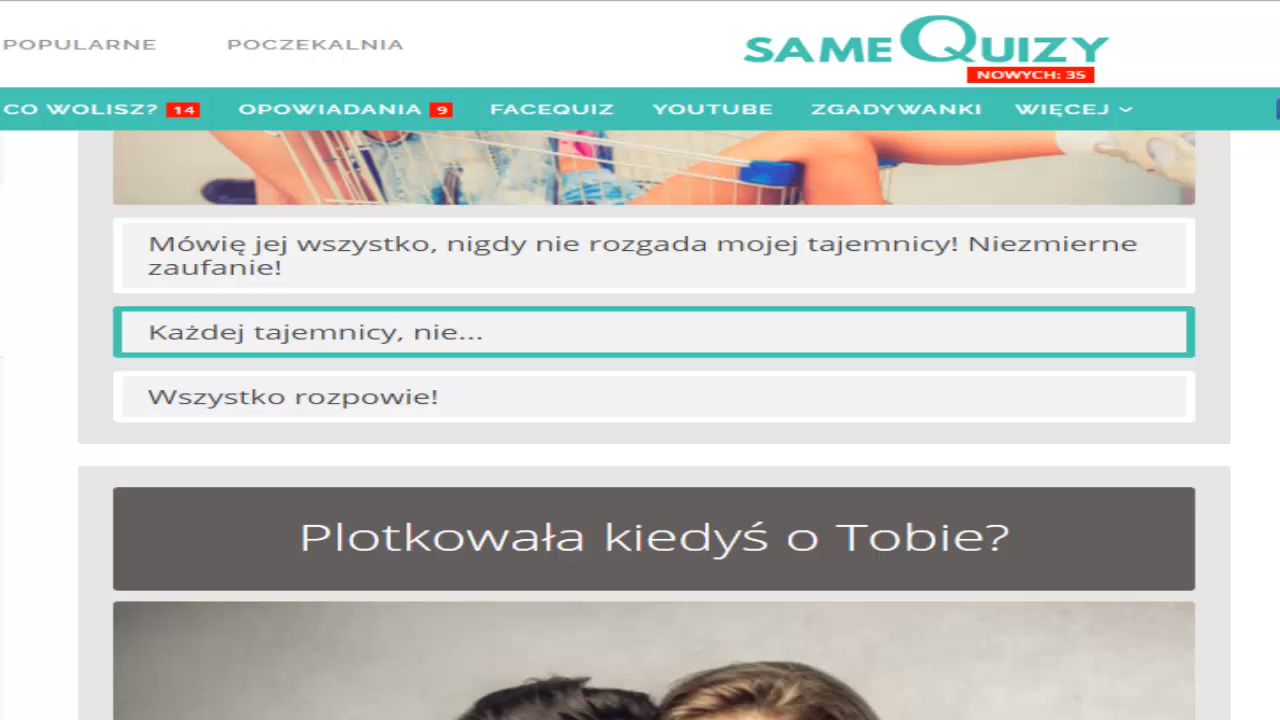 POPULARNE POCZEKALNIA SAMEQUIZY
NOWYCH: 35
CO WOLISZ? 14 OPOWIADANIA 9 FACEQUIZ YOUTUBE ZGADYWANKI WIĘCEJ
Mówię jej wszystko, nigdy nie rozgada mojej tajemnicy! Niezmierne
zaufanie!
Każdej tajemnicy, nie...
Wszystko rozpowie!
Plotkowała kiedyś o Tobie?